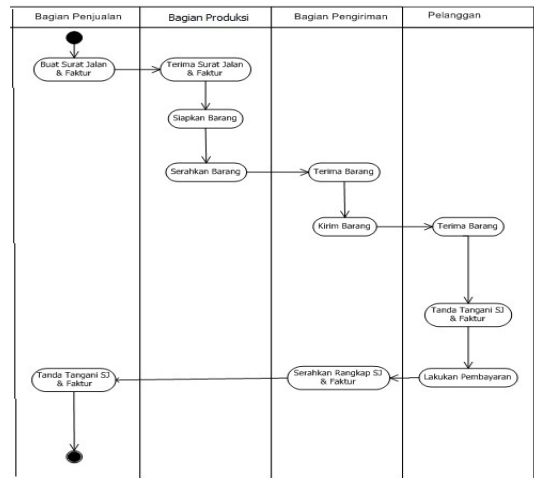 Bagian Penjualan
Bagian Produksi
Bagian Pengiriman
Pelanggan
Buat Surat Jalan
& Faktur
Terima Surat Jalan
& Faktur
Siapkan Barang
Serahkan Barang
Terima Barang
Kirim Barang
Terima Barang
Tanda Tangani SJ
& Faktur
Lakukan Pembayaran
Serahkan Rangkap SJ
& Faktur
Tanda Tangani SJ
& Faktur